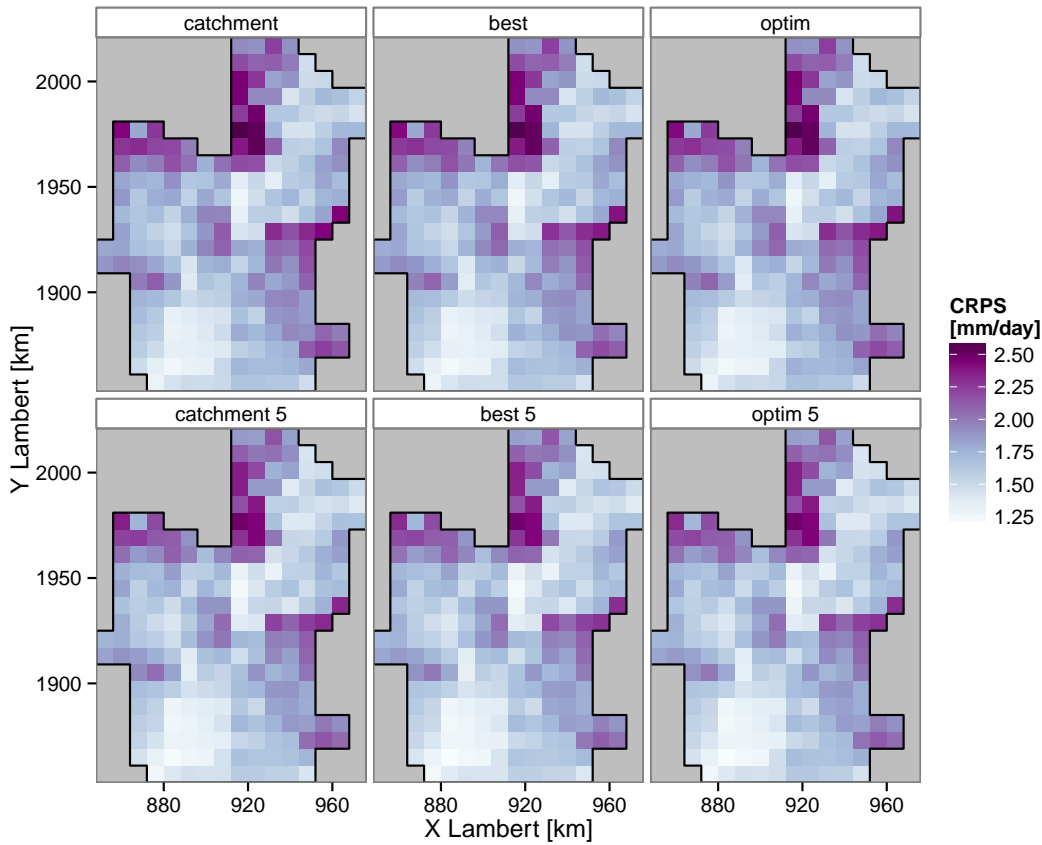 catchment best optim
2000
1950
1900
catchment 5 best 5 optim 5
2000
1950
1900
Y Lambert [km]
880 920 960 880 920 960 880 920 960
X Lambert [km]
CRPS
[mm/day]
2.50
2.25
2.00
1.75
1.50
1.25